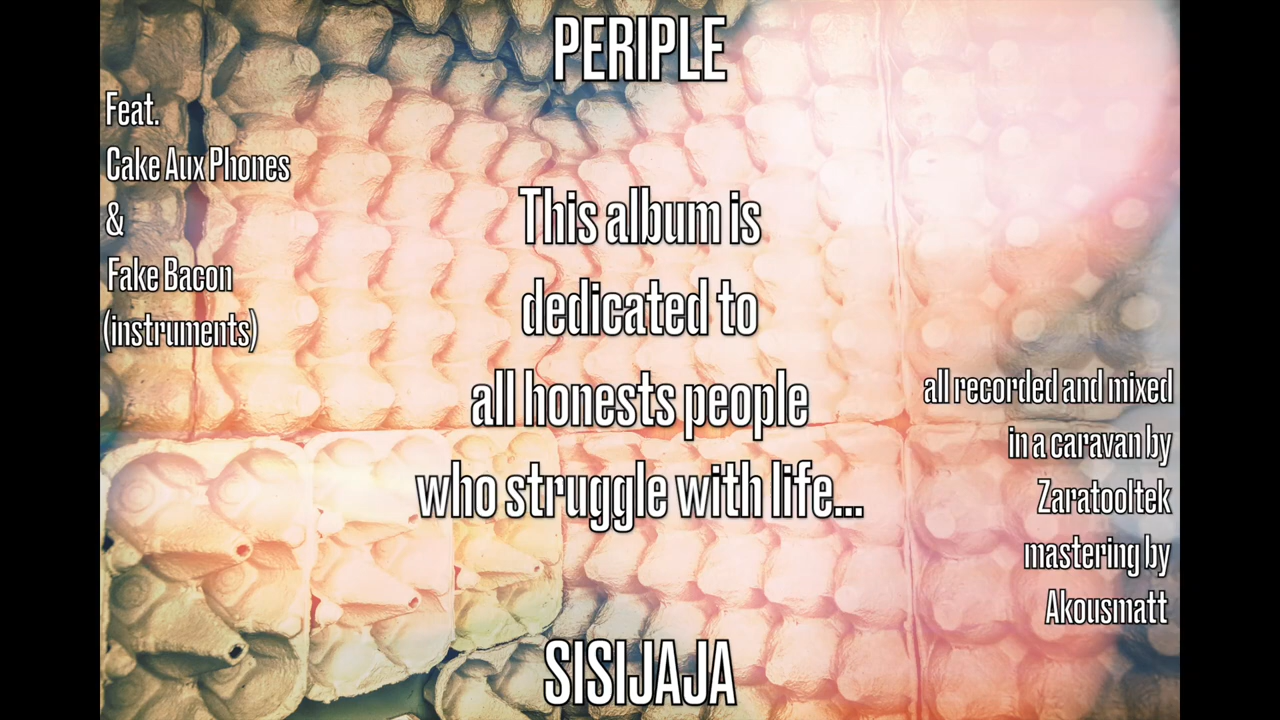 PERIPLE
Feat.
Cake Aux Phones
&
Fake Bacon
(instruments)
This album is
dedicated to
all honests people
who struggle with life...
all recorded and mixed
in a caravan by
Zaratooltek
mastering by
Akousmatt
SISIJAJA